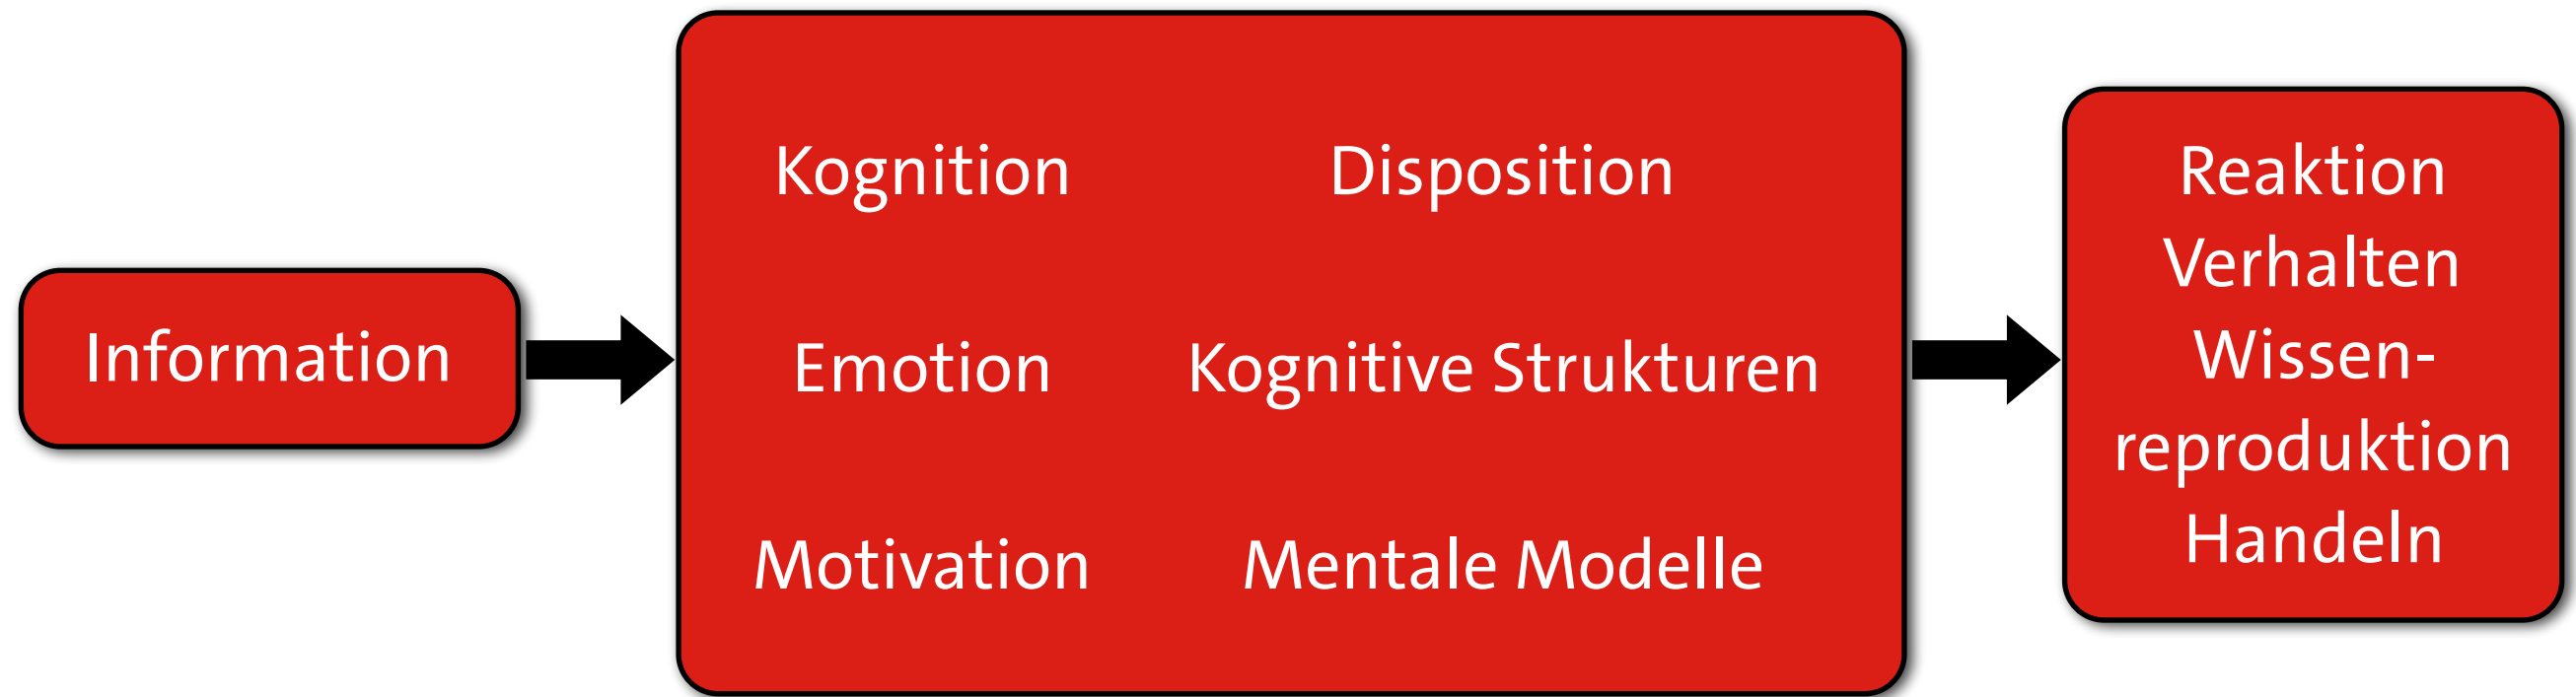 Information
Kognition
Disposition
Emotion
Kognitive Strukturen
Motivation
Mentale Modelle
Reaktion
Verhalten
Wissen-
reproduktion
Handeln